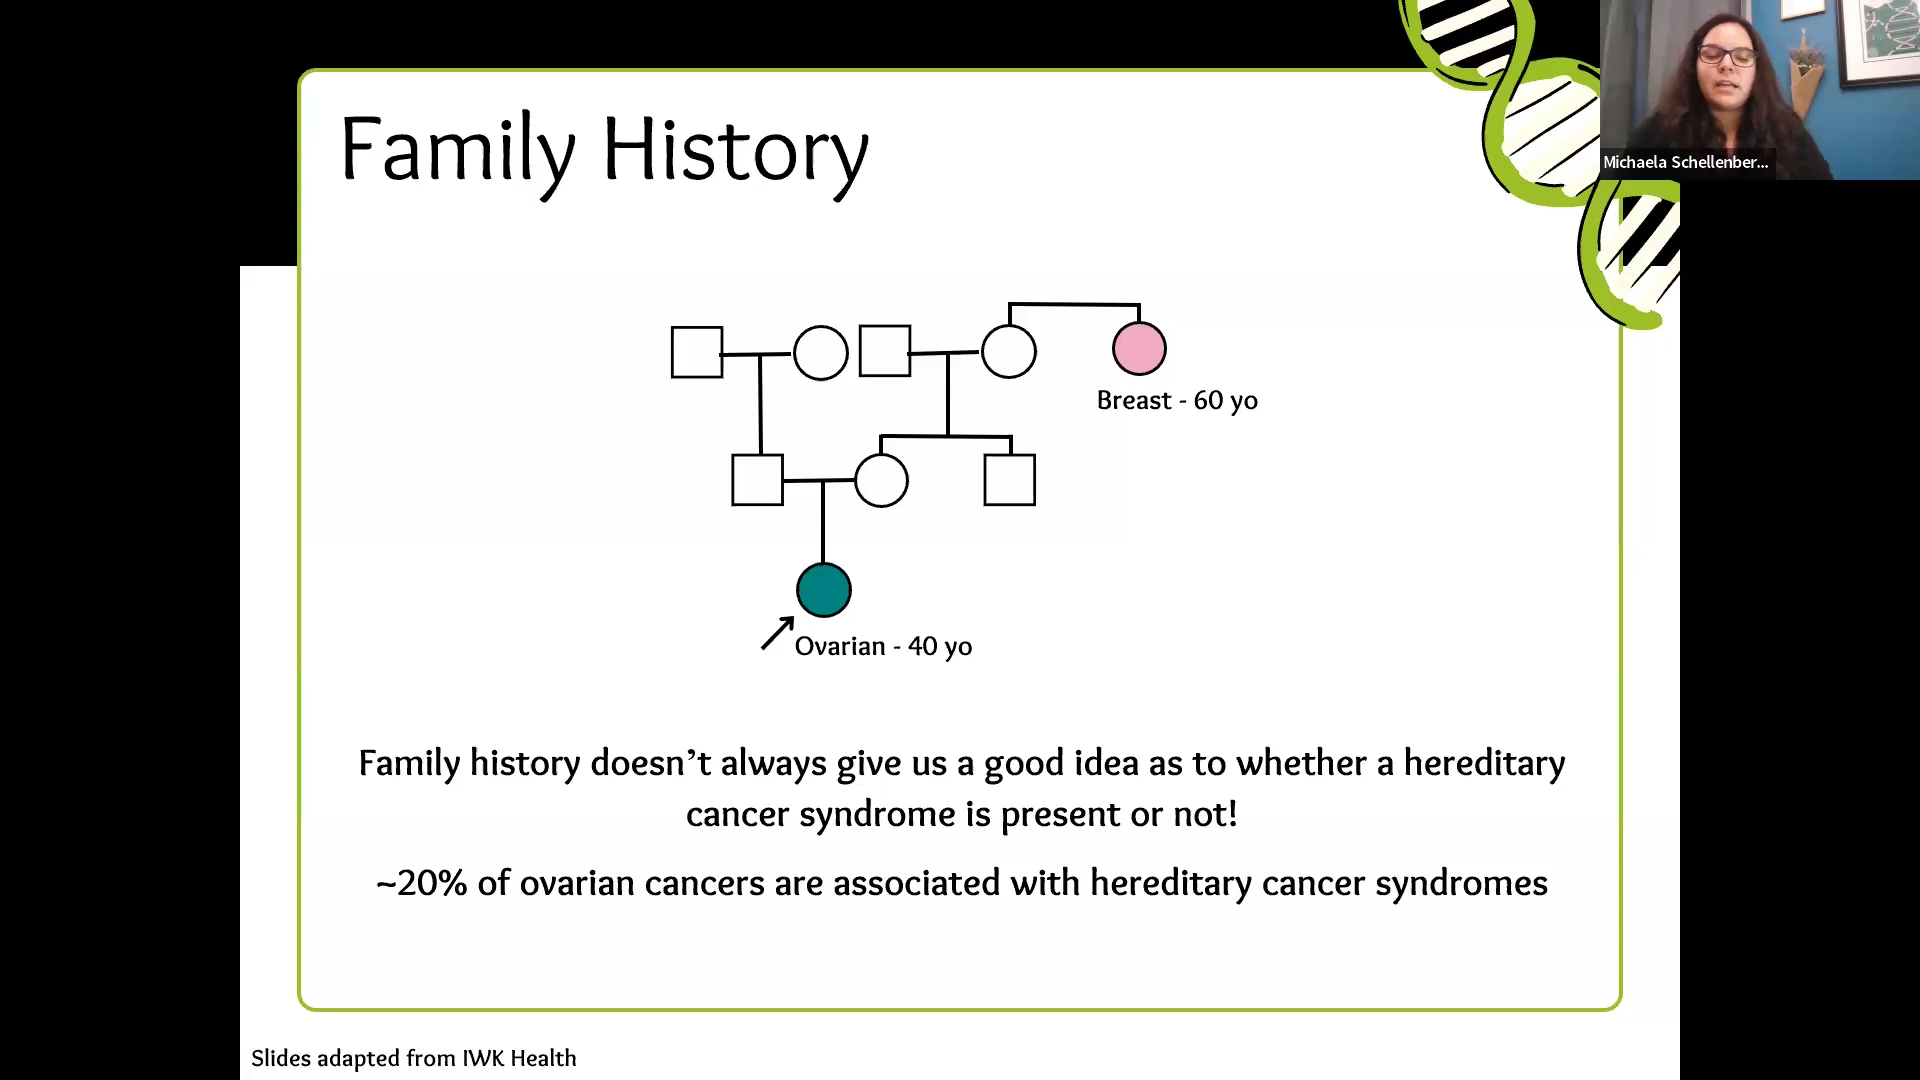 Family History
Michaela Schellenber...
Breast - 60 yo
Ovarian - 40 yo
Family history doesn’t always give us a good idea as to whether a hereditary
cancer syndrome is present or not!
~20% of ovarian cancers are associated with hereditary cancer syndromes
Slides adapted from IWK Health